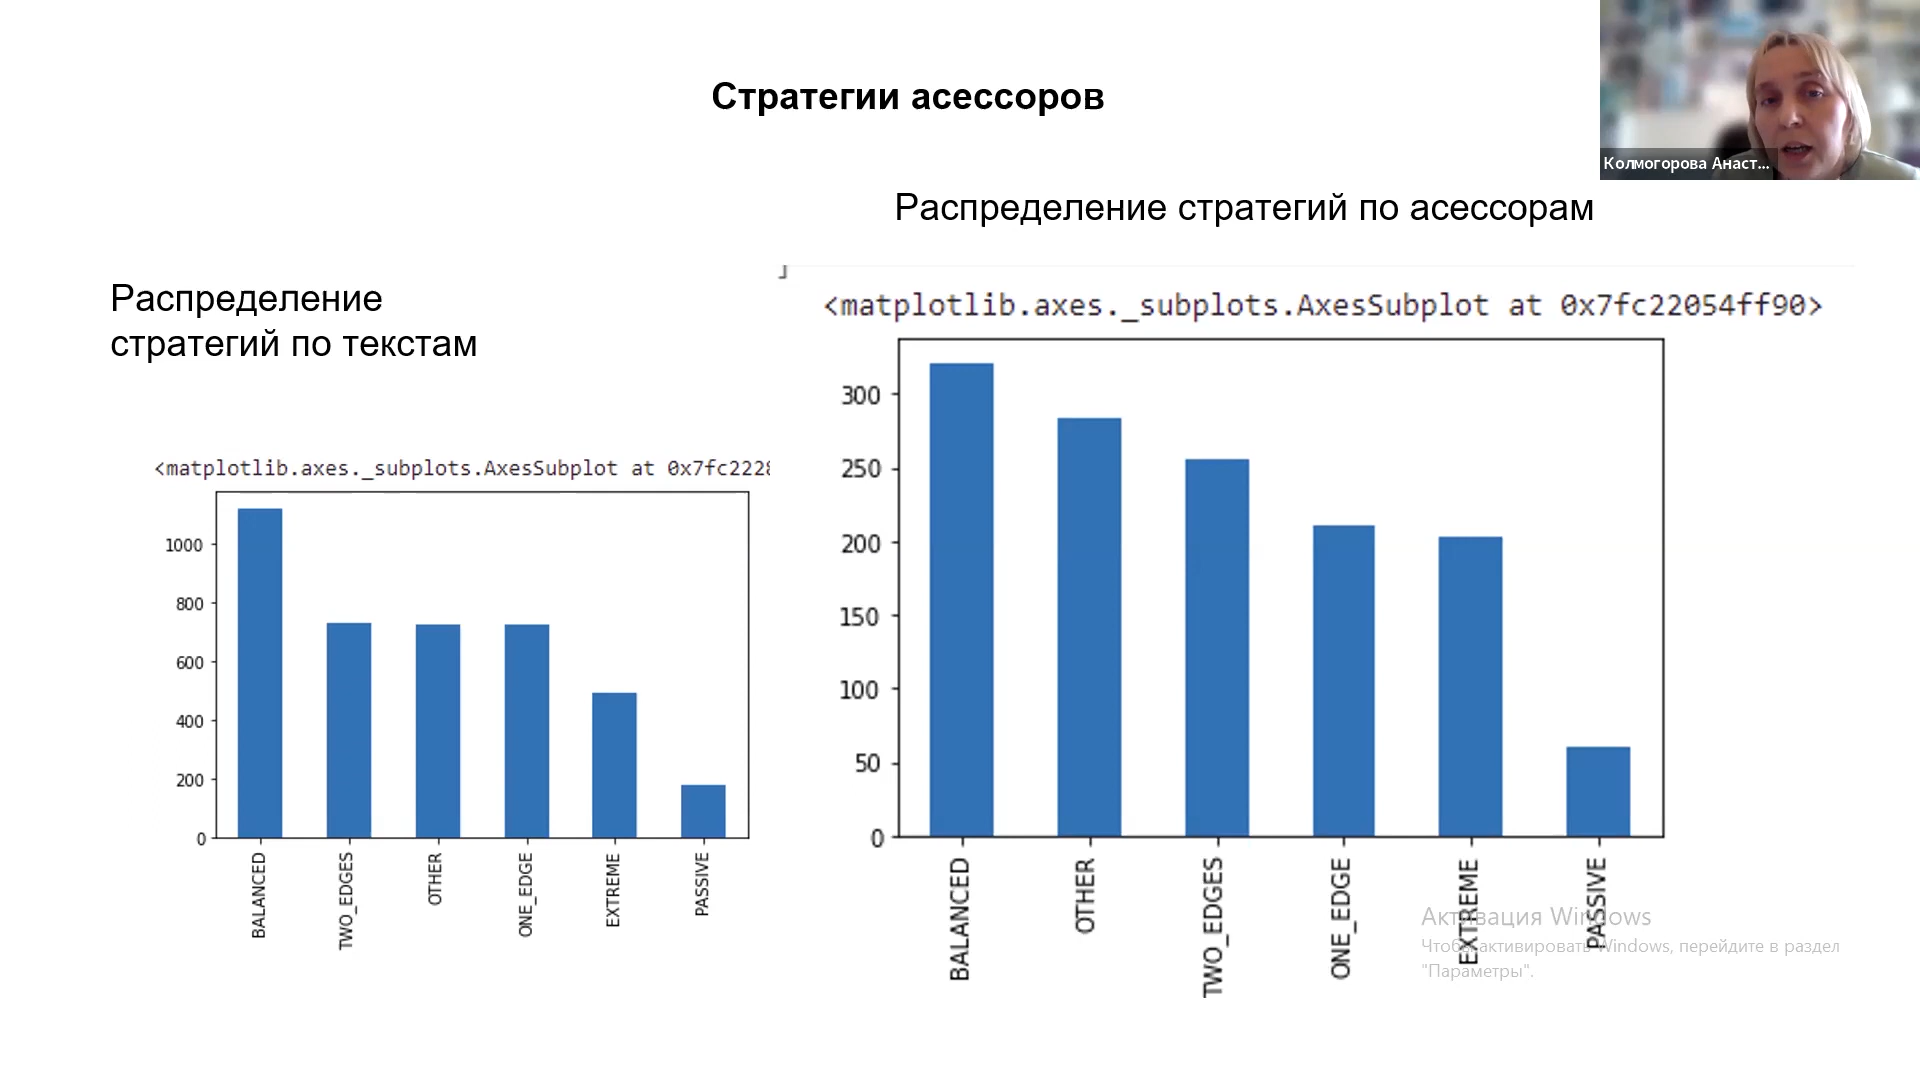 Стратегии асессоров
Колмогорова Анаст...
Распределение стратегий по асессорам
Распределение
стратегий по текстам
<matplotlib.axes._subplots.AxesSubplot at 0x7fc2228
1000
800
600
400
200
0
BALANCED
TWO_EDGES
OTHER
ONE_EDGE
EXTREME
PASSIVE
]
<matplotlib.axes._subplots.AxesSubplot at 0x7fc22054ff90>
300
250
200
150
100
50
0
BALANCED
OTHER
TWO_EDGES
ONE_EDGE
EXTREME
PASSIVE
Активация Windows
Чтобы активировать Windows, перейдите в раздел
"Параметры".